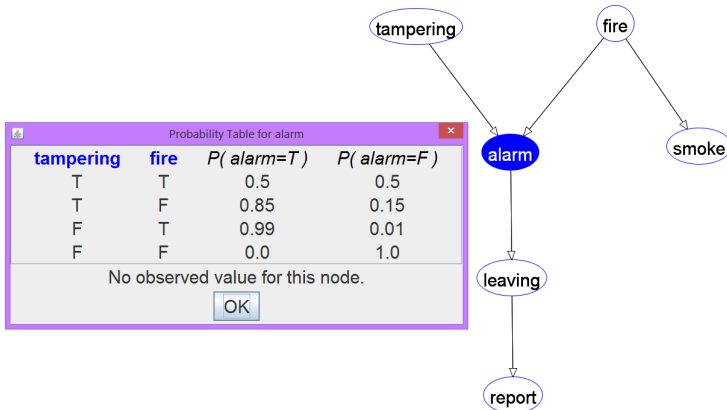 tampering
fire
Probability Table for alarm
tampering fire P( alarm=T ) P( alarm=F )
T T 0.5 0.5
T F 0.85 0.15
F T 0.99 0.01
F F 0.0 1.0
No observed value for this node.
OK
alarm
smoke
leaving
report